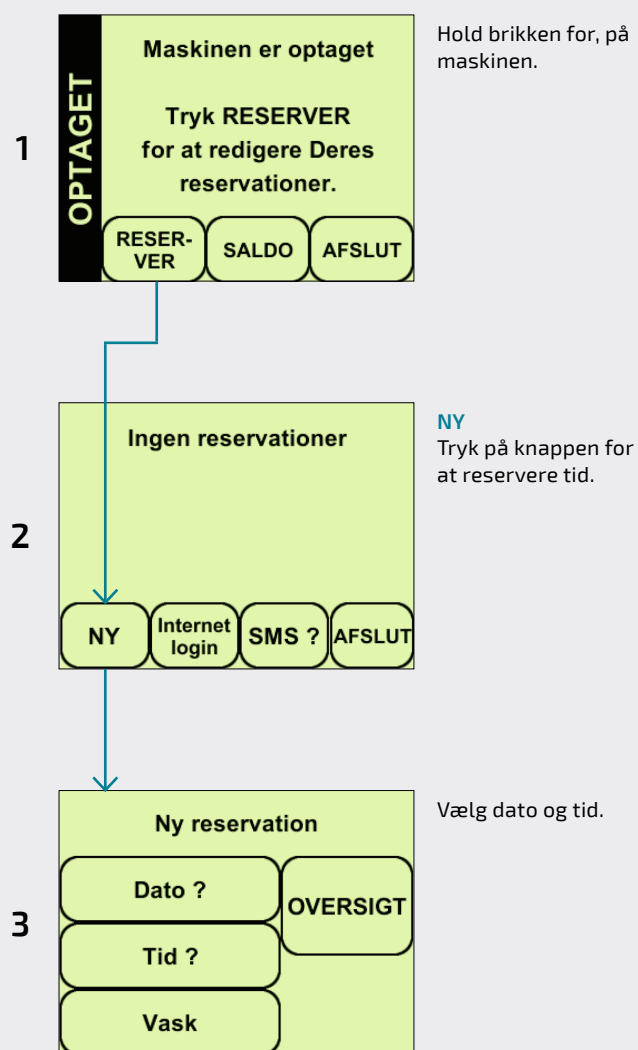 1
OPTAGET
Maskinen er optaget
Tryk RESERVER
for at redigere Deres
reservationer.
RESER-
VER
SALDO
AFSLUT
Hold brikken for, på
maskinen.
2
Ingen reservationer
NY
Internet
login
SMS ?
AFSLUT
NY
Tryk på knappen for
at reservere tid.
3
Ny reservation
Dato ?
OVERSIGT
Tid ?
Vask
Vælg dato og tid.